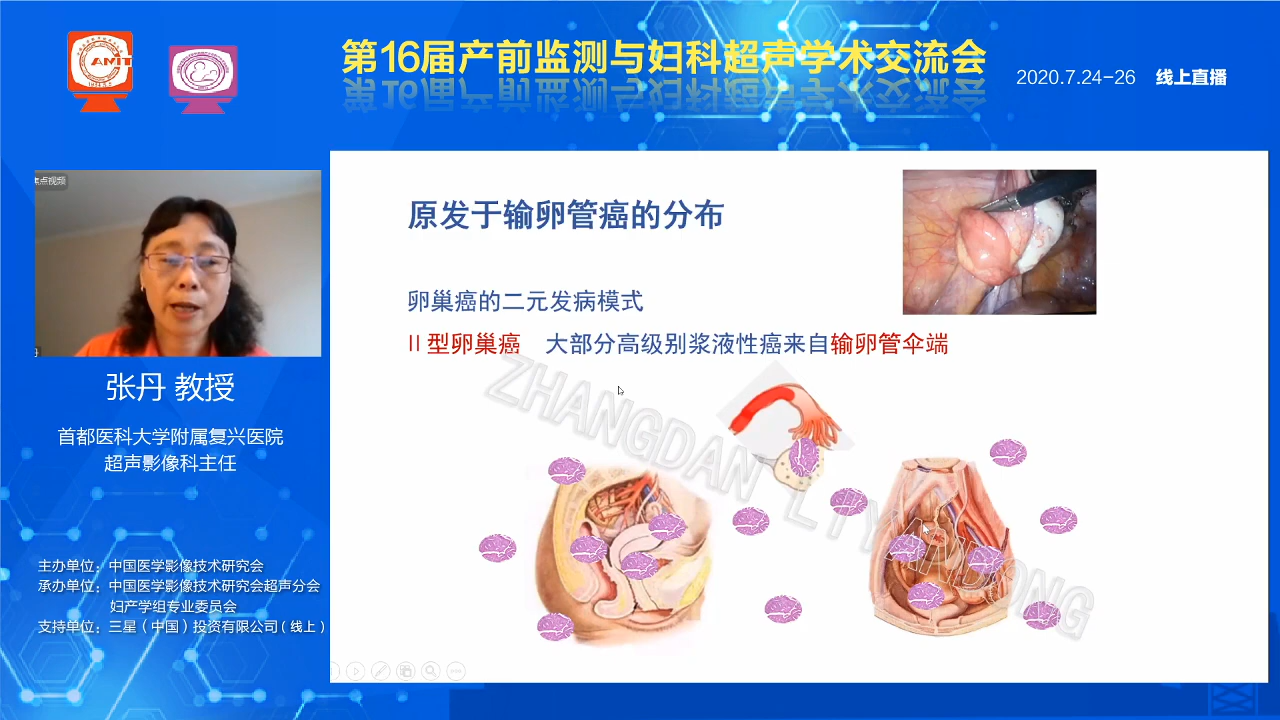 第16届产前监测与妇科超声学术交流会
2020.7.24-26 线上直播
焦点视频
张丹 教授
首都医科大学附属复兴医院
超声影像科主任
主办单位：中国医学影像技术研究会
承办单位：中国医学影像技术研究会超声分会
妇产学组专业委员会
支持单位：三星（中国）投资有限公司（线上）
原发于输卵管癌的分布
卵巢癌的二元发病模式
II 型卵巢癌 大部分高级别浆液性癌来自输卵管伞端
ZHANGDAN LIYANDONG